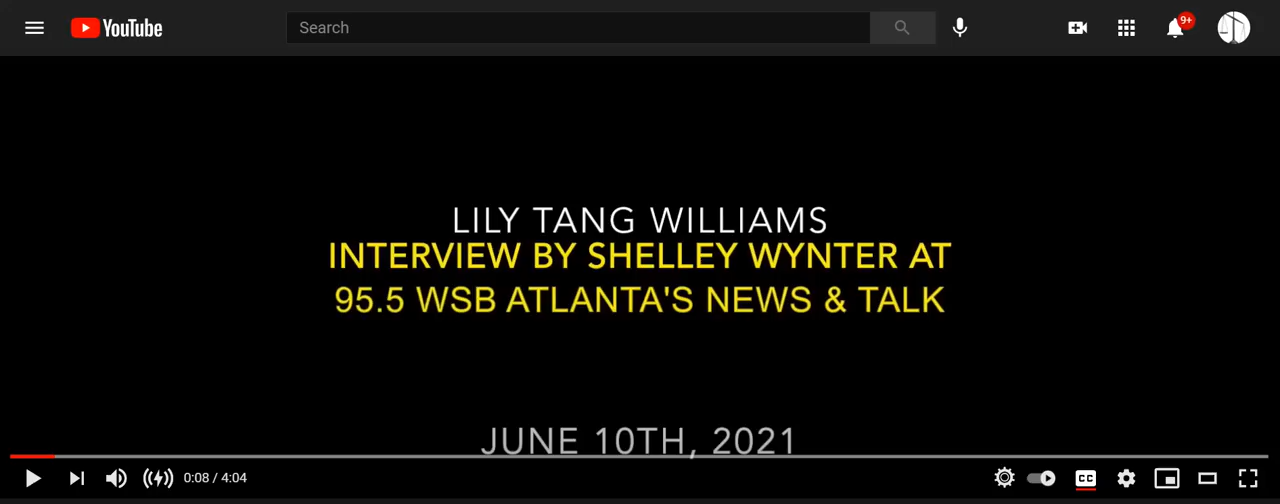 YouTube
Search
9+
LILY TANG WILLIAMS
INTERVIEW BY SHELLEY WYNTER AT
95.5 WSB ATLANTA'S NEWS & TALK
JUNE 10TH, 2021
0:08 / 4:04
CC